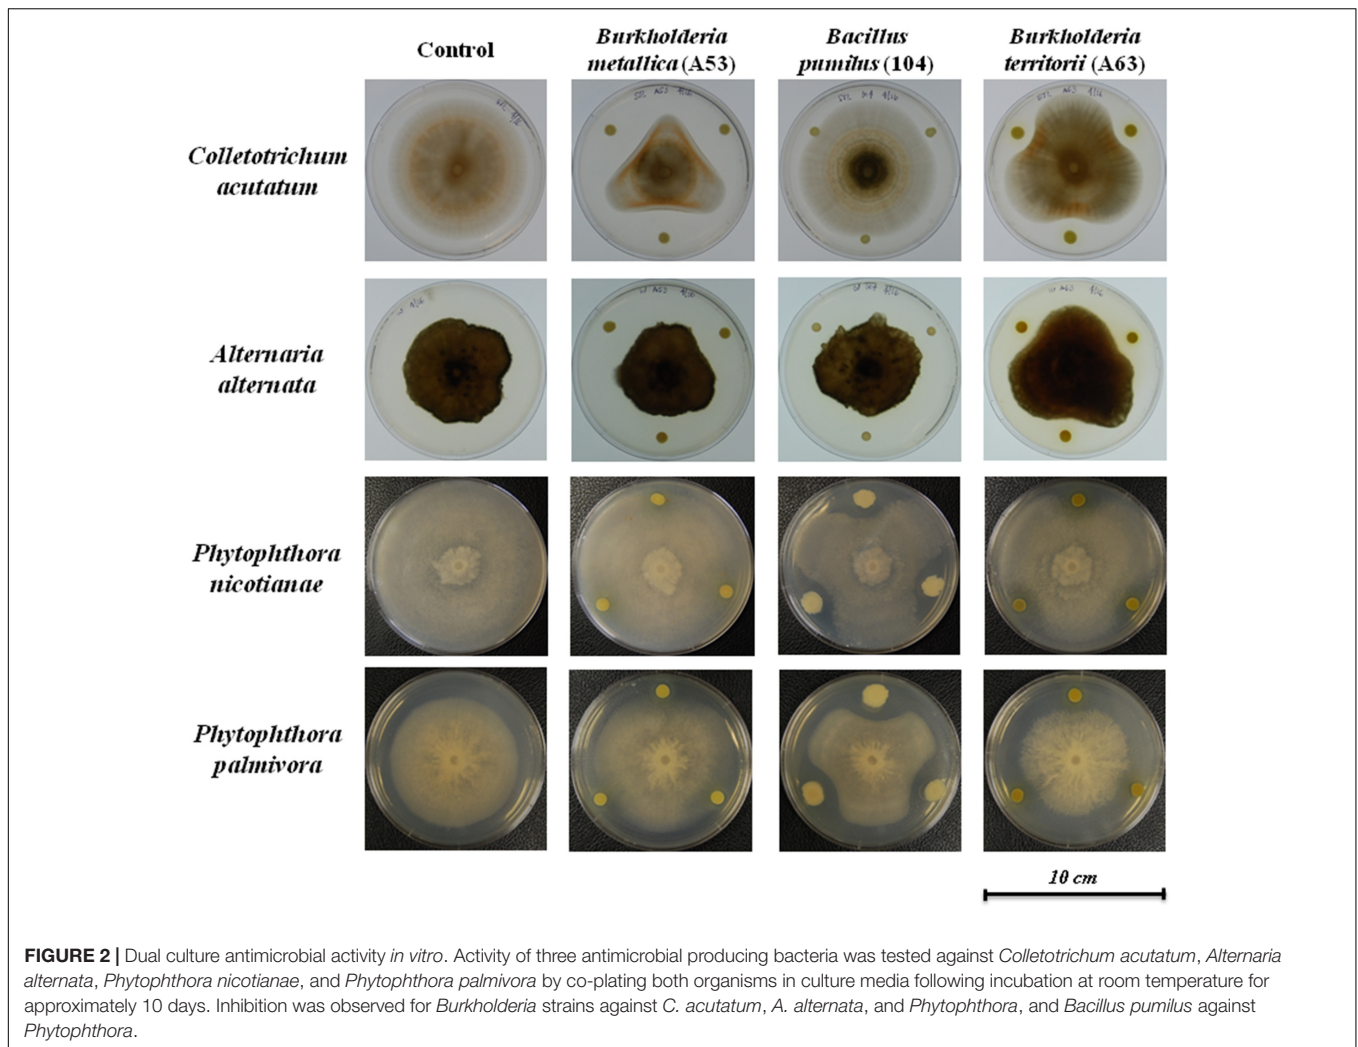 Control
Burkholderia
metallica (A53)
Bacillus
pumilus (104)
Burkholderia
territorii (A63)
Colletotrichum
acutatum
Alternaria
alternata
Phytophthora
nicotianae
Phytophthora
palmivora
10 cm
FIGURE 2 | Dual culture antimicrobial activity in vitro. Activity of three antimicrobial producing bacteria was tested against Colletotrichum acutatum, Alternaria
alternata, Phytophthora nicotianae, and Phytophthora palmivora by co-plating both organisms in culture media following incubation at room temperature for
approximately 10 days. Inhibition was observed for Burkholderia strains against C. acutatum, A. alternata, and Phytophthora, and Bacillus pumilus against
Phytophthora.